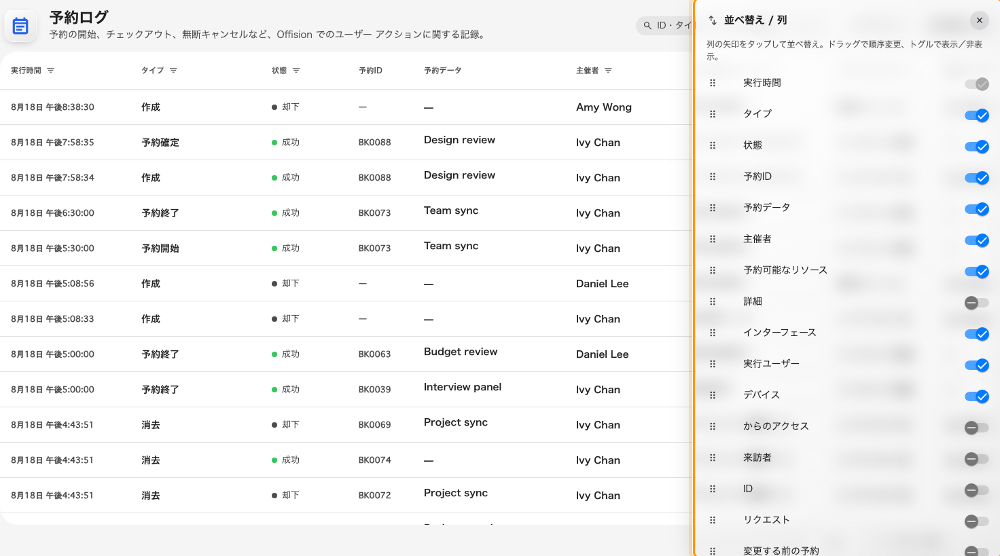 予約ログ
予約の開始、チェックアウト、無断キャンセルなど、Offision でのユーザー アクションに関する記録。
ID・タイ
実行時間 タイプ 状態 予約ID 予約データ 主催者
8月18日 午後8:38:30 作成 却下 — — Amy Wong
8月18日 午後7:58:35 予約確定 成功 BK0088 Design review Ivy Chan
8月18日 午後7:58:34 作成 成功 BK0088 Design review Ivy Chan
8月18日 午後6:30:00 予約終了 成功 BK0073 Team sync Ivy Chan
8月18日 午後5:30:00 予約開始 成功 BK0073 Team sync Ivy Chan
8月18日 午後5:08:56 作成 却下 — — Daniel Lee
8月18日 午後5:08:33 作成 却下 — — Ivy Chan
8月18日 午後5:00:00 予約終了 成功 BK0063 Budget review Daniel Lee
8月18日 午後5:00:00 予約終了 成功 BK0039 Interview panel Ivy Chan
8月18日 午後4:43:51 消去 却下 BK0069 Project sync Ivy Chan
8月18日 午後4:43:51 消去 成功 BK0074 — Ivy Chan
8月18日 午後4:43:51 消去 却下 BK0072 Project sync Ivy Chan
並べ替え / 列
列の矢印をタップして並べ替え。ドラッグで順序変更、トグルで表示／非表
示。
実行時間
タイプ
状態
予約ID
予約データ
主催者
予約可能なリソース
詳細
インターフェース
実行ユーザー
デバイス
からのアクセス
来訪者
ID
リクエスト
変更する前の予約